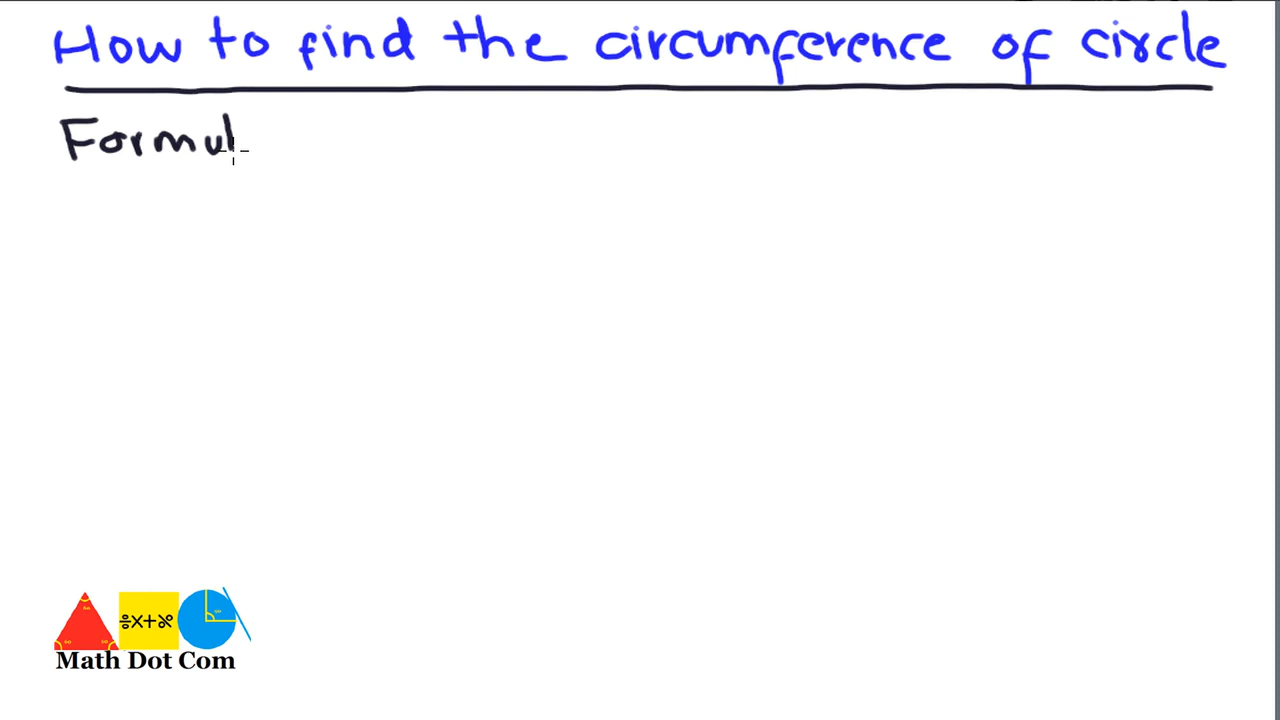 How to find the circumference of circle
Formul
÷x+%
Math Dot Com